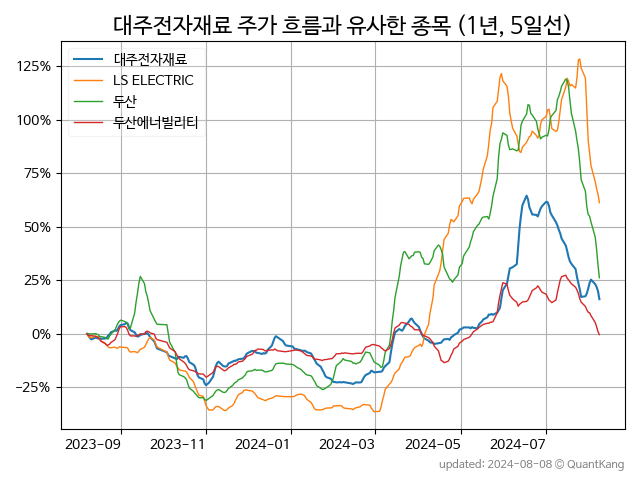 대주전자재료 주가 흐름과 유사한 종목 (1년, 5일선)
대주전자재료
LS ELECTRIC
두산
두산에너빌리티
125%
100%
75%
50%
25%
0%
−25%
2023-09 2023-11 2024-01 2024-03 2024-05 2024-07
updated: 2024-08-08 © QuantKang